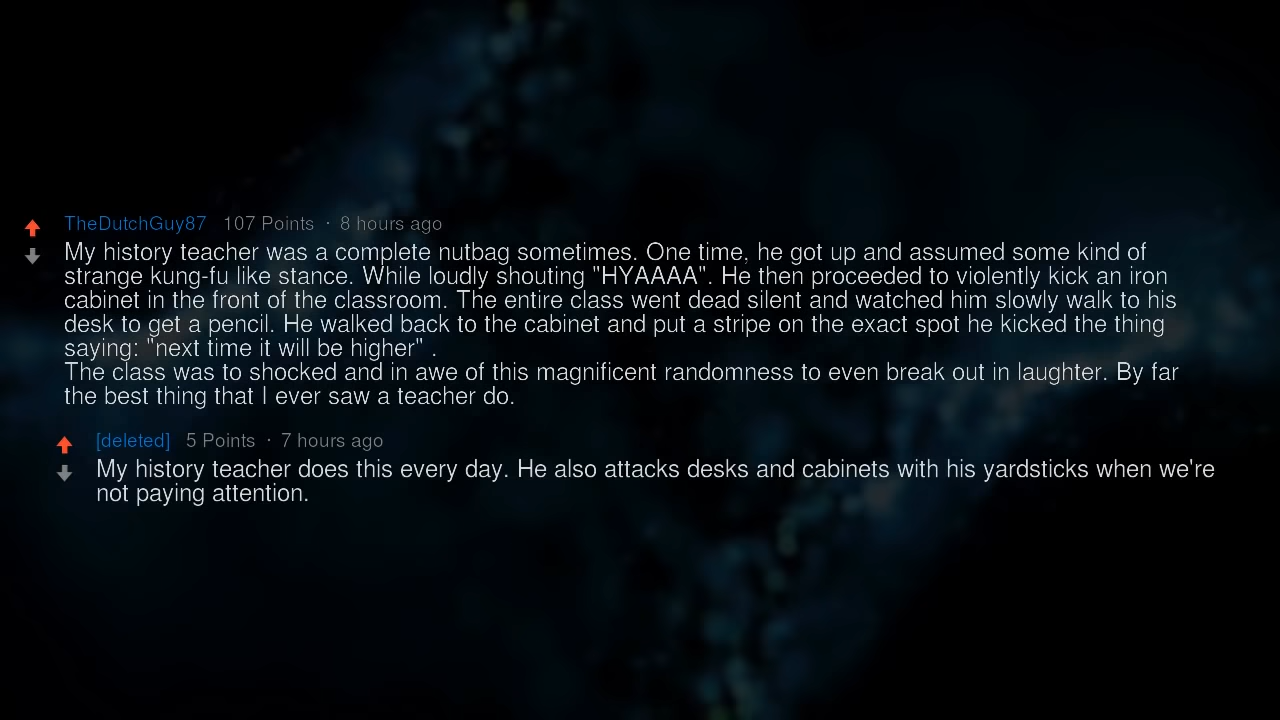 TheDutchGuy87 107 Points · 8 hours ago
My history teacher was a complete nutbag sometimes. One time, he got up and assumed some kind of
strange kung-fu like stance. While loudly shouting "HYAAAA". He then proceeded to violently kick an iron
cabinet in the front of the classroom. The entire class went dead silent and watched him slowly walk to his
desk to get a pencil. He walked back to the cabinet and put a stripe on the exact spot he kicked the thing
saying: "next time it will be higher" .
The class was to shocked and in awe of this magnificent randomness to even break out in laughter. By far
the best thing that I ever saw a teacher do.
[deleted] 5 Points · 7 hours ago
My history teacher does this every day. He also attacks desks and cabinets with his yardsticks when we're
not paying attention.